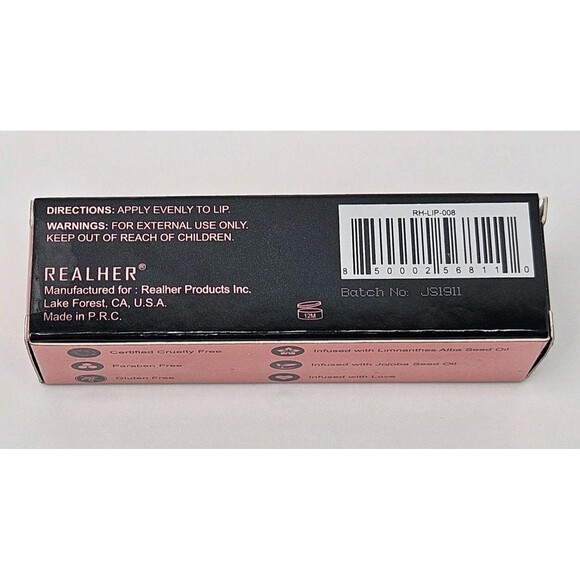 DIRECTIONS: APPLY EVENLY TO LIP.
WARNINGS: FOR EXTERNAL USE ONLY.
KEEP OUT OF REACH OF CHILDREN.
REALHER®
Manufactured for : Realher Products Inc.
Lake Forest, CA, U.S.A.
Made in P.R.C.
RH-LIP-008
8 50002 56811 0
Batch No: JS1911
12M
Certified Cruelty Free
Paraben Free
Gluten Free
Infused with Limnanthes Alba Seed Oil
Infused with Jojoba Seed Oil
Infused with Love